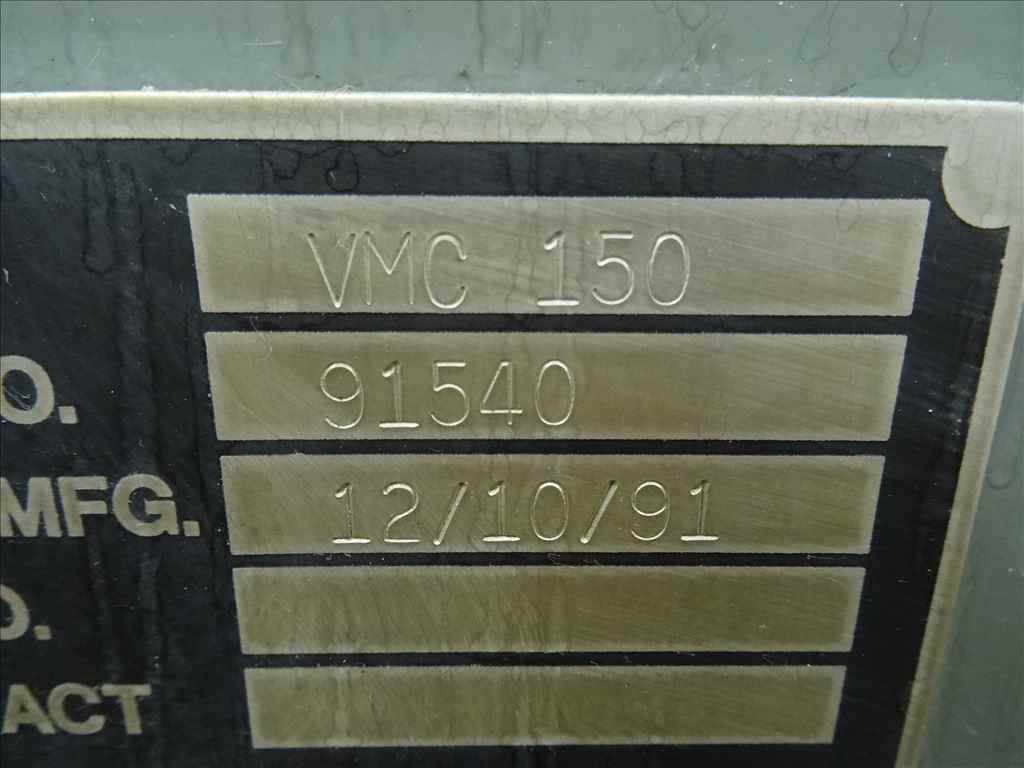 VMC 150
O. 91540
MFG. 12/10/91
O.
ACT